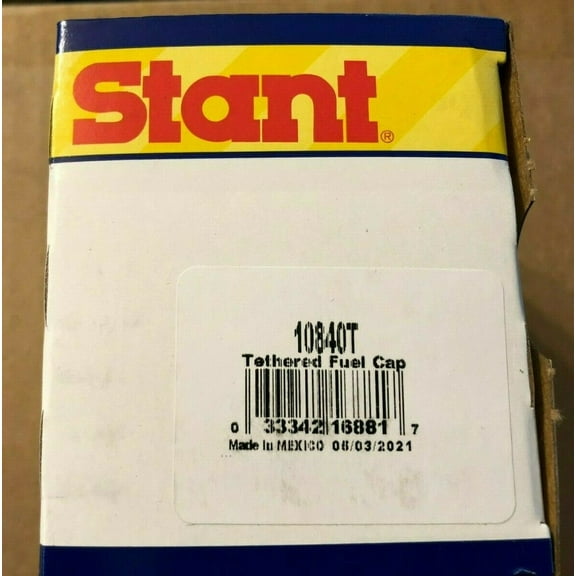 Stant®
10840T
Tethered Fuel Cap
0 33342 16881 7
Made In MEXICO 06/03/2021